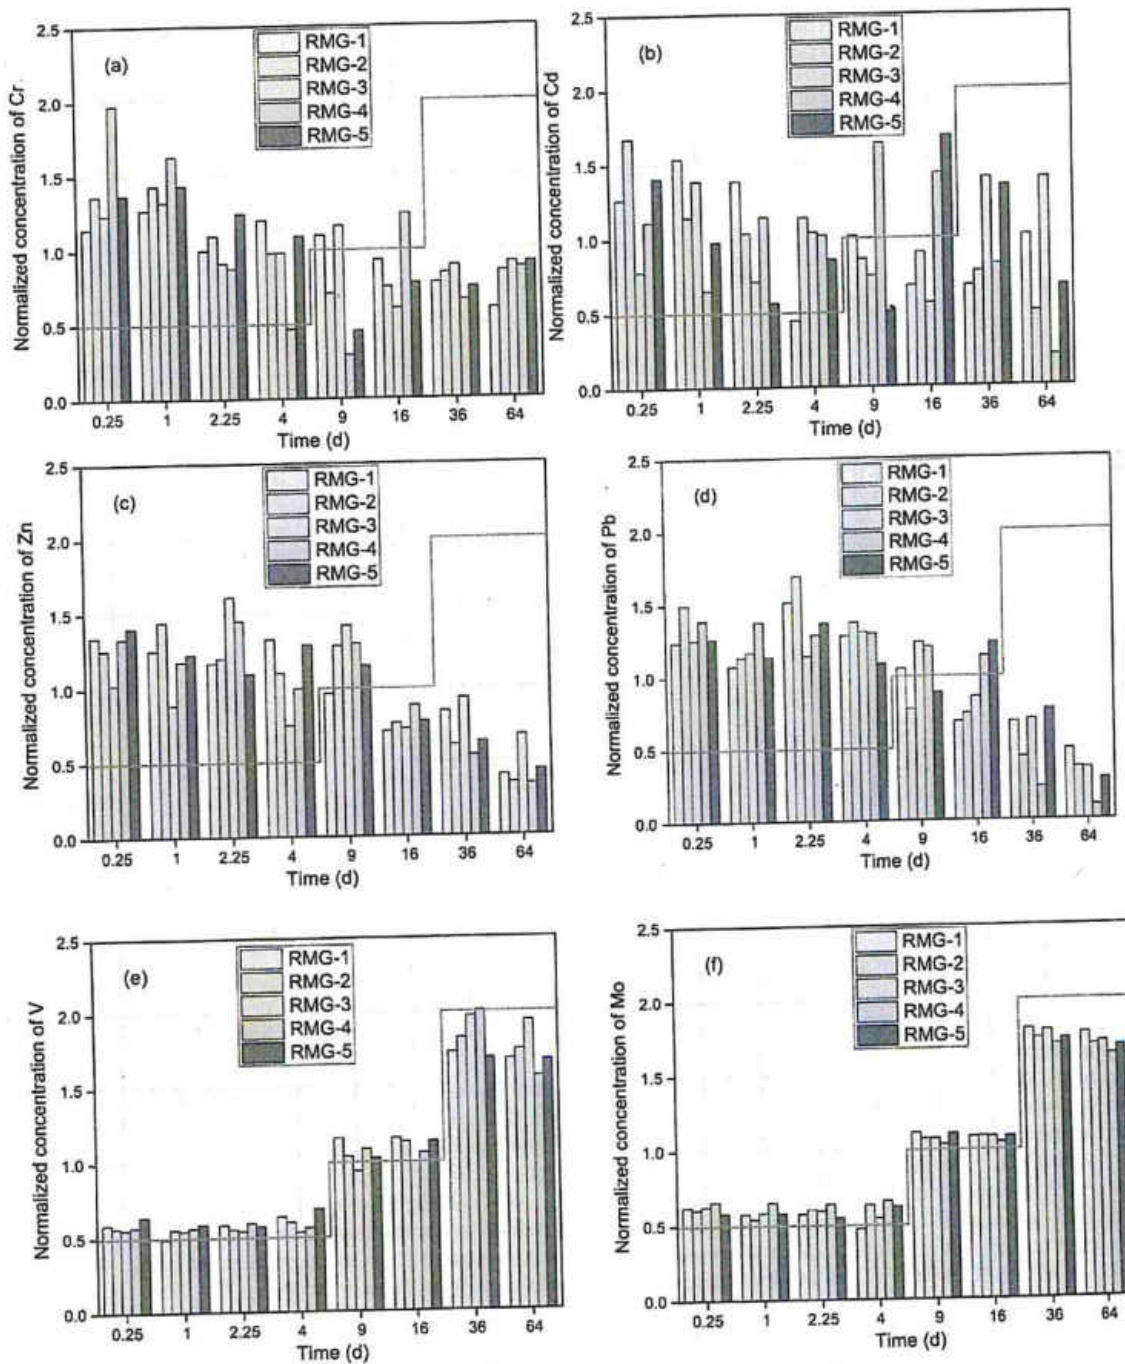 Normalized concentration of Cr
2.5
2.0
1.5
1.0
0.5
0.0
(a)
RMG-1
RMG-2
RMG-3
RMG-4
RMG-5
0.25 1 2.25 4 9 16 36 64
Time (d)
Normalized concentration of Cd
2.5
2.0
1.5
1.0
0.5
0.0
(b)
RMG-1
RMG-2
RMG-3
RMG-4
RMG-5
0.25 1 2.25 4 9 16 36 64
Time (d)
Normalized concentration of Zn
2.5
2.0
1.5
1.0
0.5
0.0
(c)
RMG-1
RMG-2
RMG-3
RMG-4
RMG-5
0.25 1 2.25 4 9 16 36 64
Time (d)
Normalized concentration of Pb
2.5
2.0
1.5
1.0
0.5
0.0
(d)
RMG-1
RMG-2
RMG-3
RMG-4
RMG-5
0.25 1 2.25 4 9 16 36 64
Time (d)
Normalized concentration of V
2.5
2.0
1.5
1.0
0.5
0.0
(e)
RMG-1
RMG-2
RMG-3
RMG-4
RMG-5
0.25 1 2.25 4 9 16 36 64
Time (d)
Normalized concentration of Mo
2.5
2.0
1.5
1.0
0.5
0.0
(f)
RMG-1
RMG-2
RMG-3
RMG-4
RMG-5
0.25 1 2.25 4 9 16 36 64
Time (d)